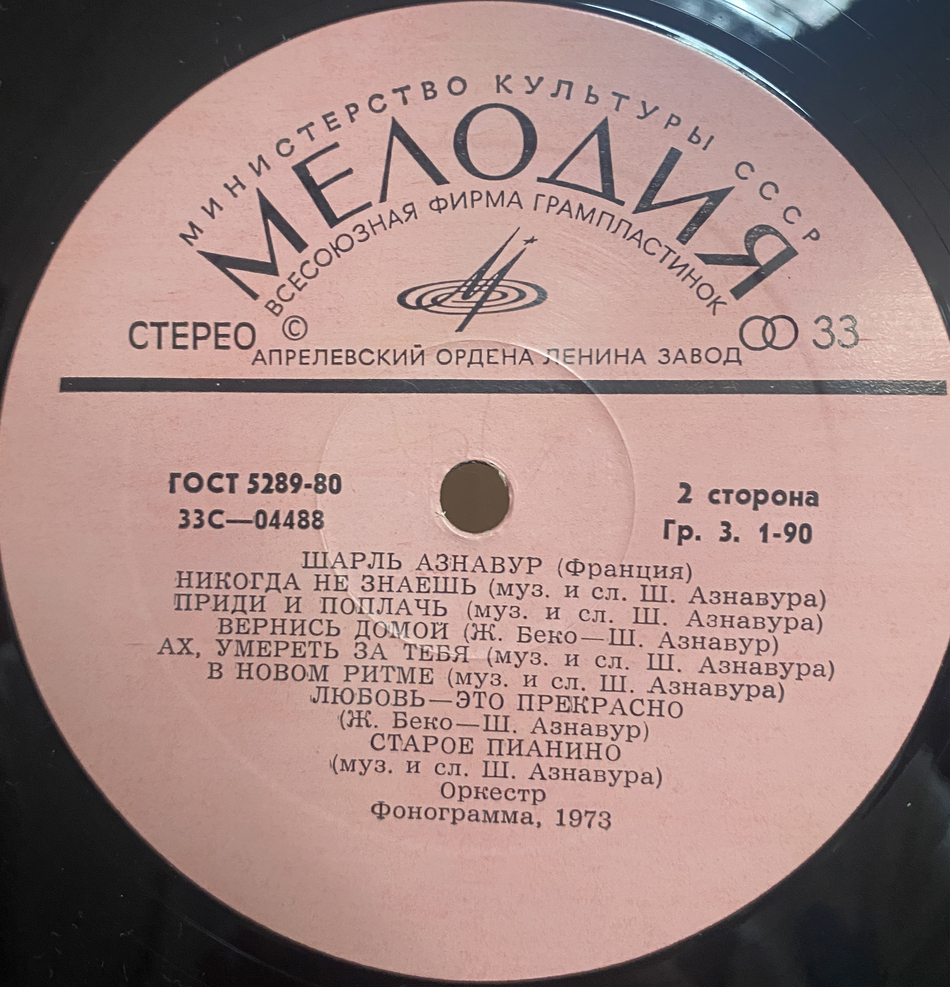 МИНИСТЕРСТВО КУЛЬТУРЫ СССР
МЕЛОДИЯ
ВСЕСОЮЗНАЯ ФИРМА ГРАМПЛАСТИНОК
СТЕРЕО © 33
АПРЕЛЕВСКИЙ ОРДЕНА ЛЕНИНА ЗАВОД
ГОСТ 5289-80
33С—04488
2 сторона
Гр. 3. 1-90
ШАРЛЬ АЗНАВУР (Франция)
НИКОГДА НЕ ЗНАЕШЬ (муз. и сл. Ш. Азнавура)
ПРИДИ И ПОПЛАЧЬ (муз. и сл. Ш. Азнавура)
ВЕРНИСЬ ДОМОЙ (Ж. Беко—Ш. Азнавур)
АХ, УМЕРЕТЬ ЗА ТЕБЯ (муз. и сл. Ш. Азнавура)
В НОВОМ РИТМЕ (муз. и сл. Ш. Азнавура)
ЛЮБОВЬ—ЭТО ПРЕКРАСНО
(Ж. Беко—Ш. Азнавур)
СТАРОЕ ПИАНИНО
(муз. и сл. Ш. Азнавура)
Оркестр
Фонограмма, 1973